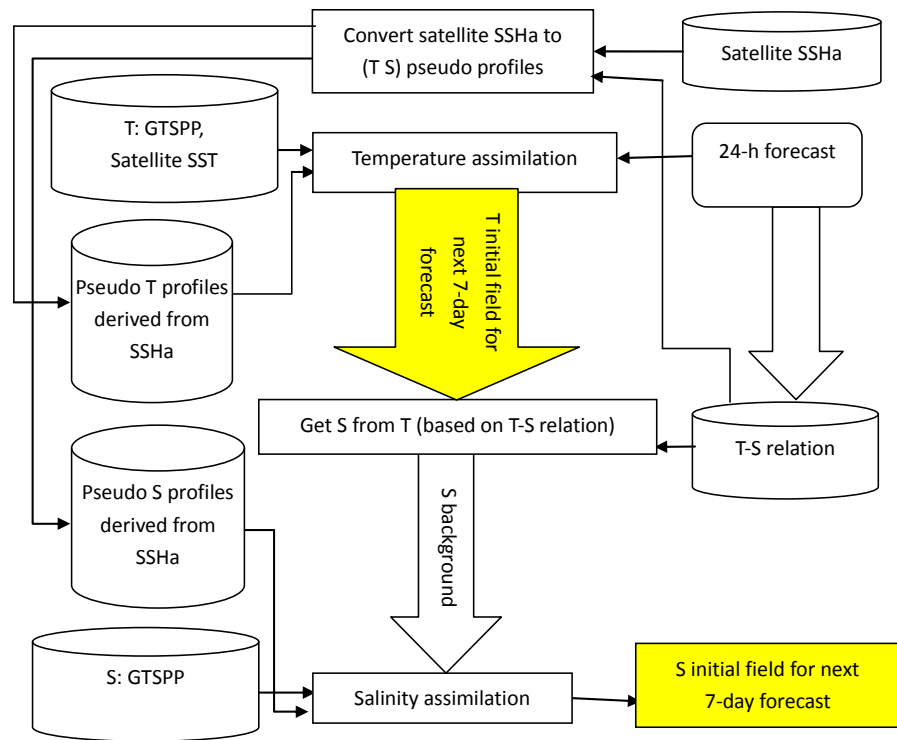 Convert satellite SSHa to
(T S) pseudo profiles
Satellite SSHa
T: GTSPP,
Satellite SST
Temperature assimilation
24-h forecast
T initial field for
next 7-day
forecast
Pseudo T profiles
derived from
SSHa
Get S from T (based on T-S relation)
T-S relation
Pseudo S profiles
derived from
SSHa
S background
S: GTSPP
Salinity assimilation
S initial field for next
7-day forecast